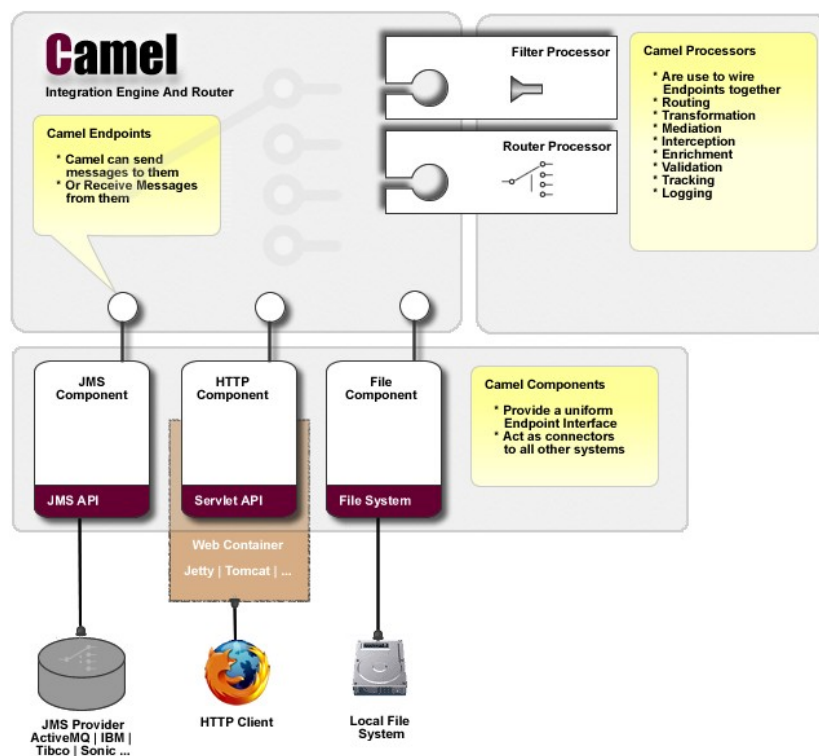 Camel
Integration Engine And Router
Camel Endpoints
* Camel can send
messages to them
* Or Receive Messages
from them
Filter Processor
Router Processor
Camel Processors
* Are use to wire
Endpoints together
* Routing
* Transformation
* Mediation
* Interception
* Enrichment
* Validation
* Tracking
* Logging
JMS
Component
JMS API
HTTP
Component
Servlet API
File
Component
File System
Camel Components
* Provide a uniform
Endpoint Interface
* Act as connectors
to all other systems
Web Container
Jetty | Tomcat | ...
JMS Provider
ActiveMQ | IBM |
Tibco | Sonic ...
HTTP Client
Local File
System